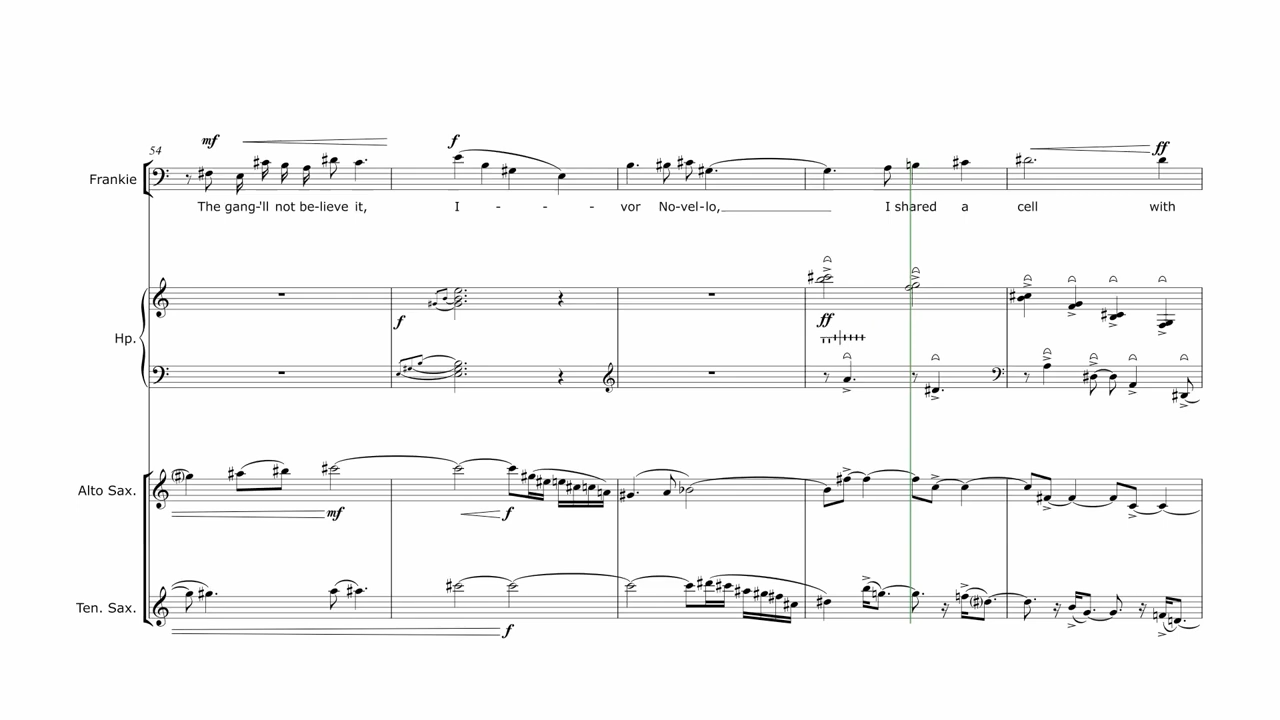 mf f ff
54
Frankie
The gang-'ll not be-lieve it, I - - - vor No-vel-lo, I shared a cell with
f ff
Hp.
Alto Sax.
mf f
Ten. Sax.
f